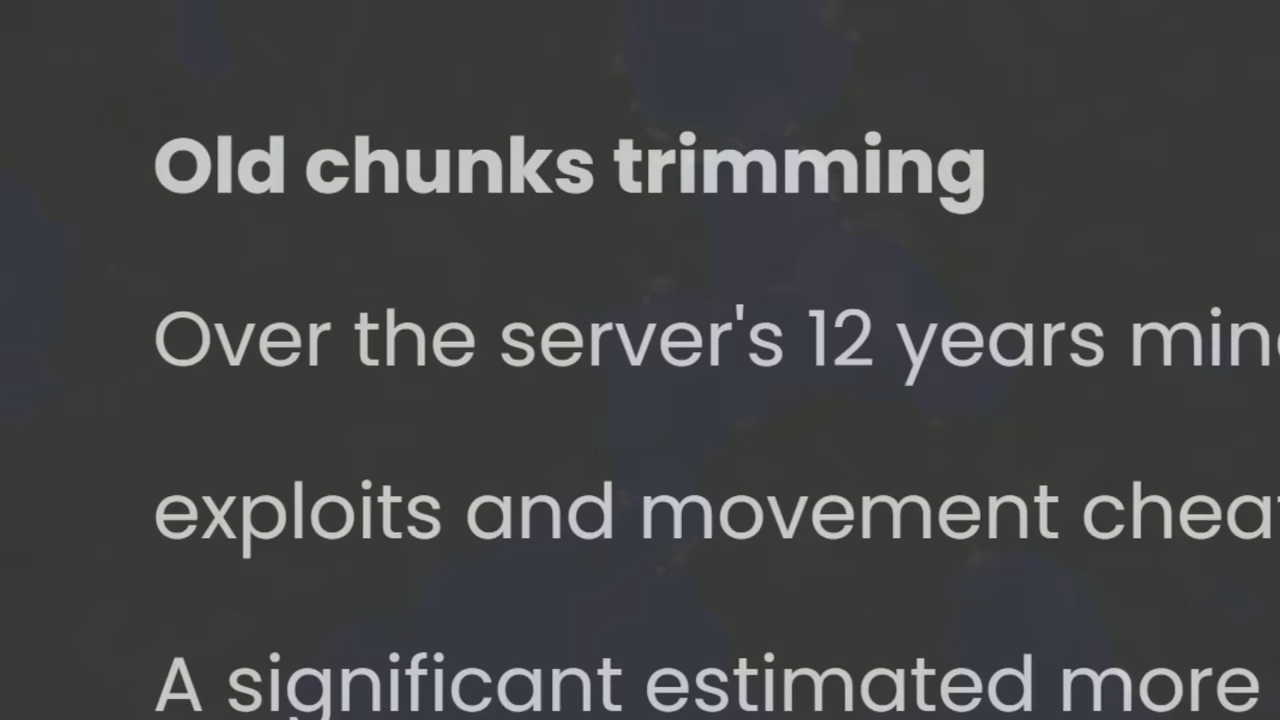 Old chunks trimming
Over the server's 12 years
exploits and movement
A significant estimated more